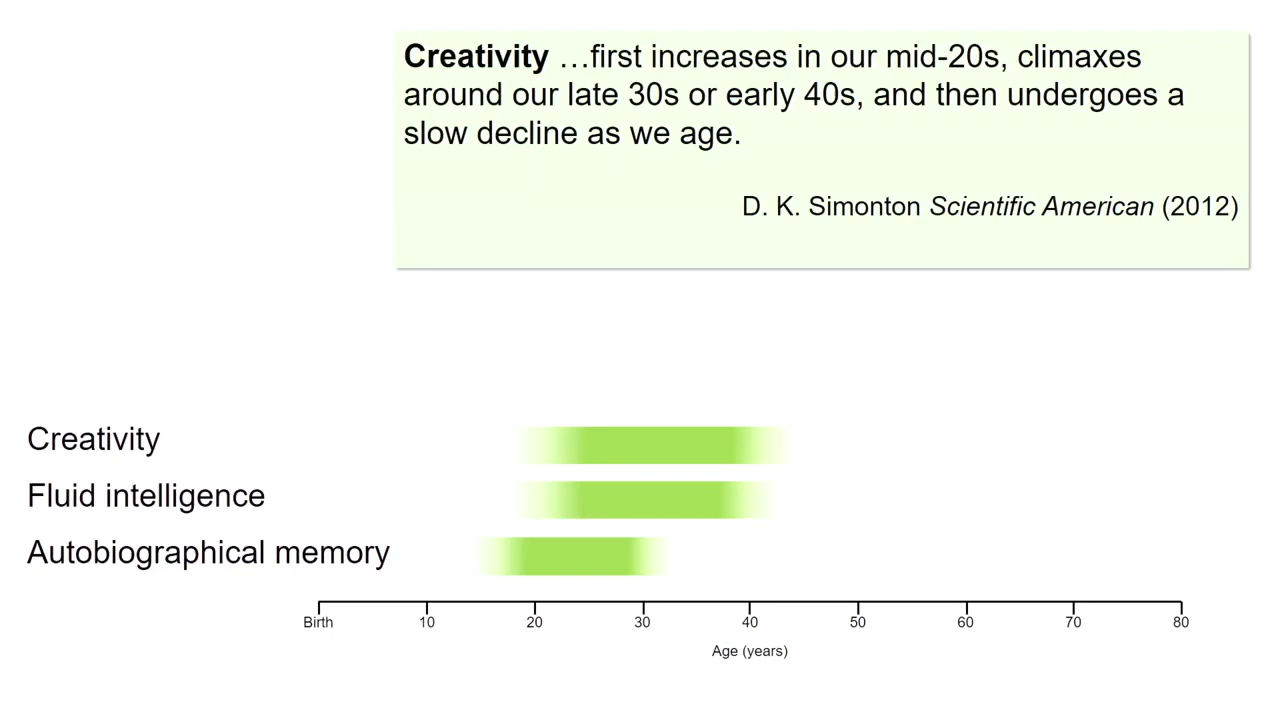 Creativity …first increases in our mid-20s, climaxes
around our late 30s or early 40s, and then undergoes a
slow decline as we age.
D. K. Simonton Scientific American (2012)
Creativity
Fluid intelligence
Autobiographical memory
Birth 10 20 30 40 50 60 70 80
Age (years)